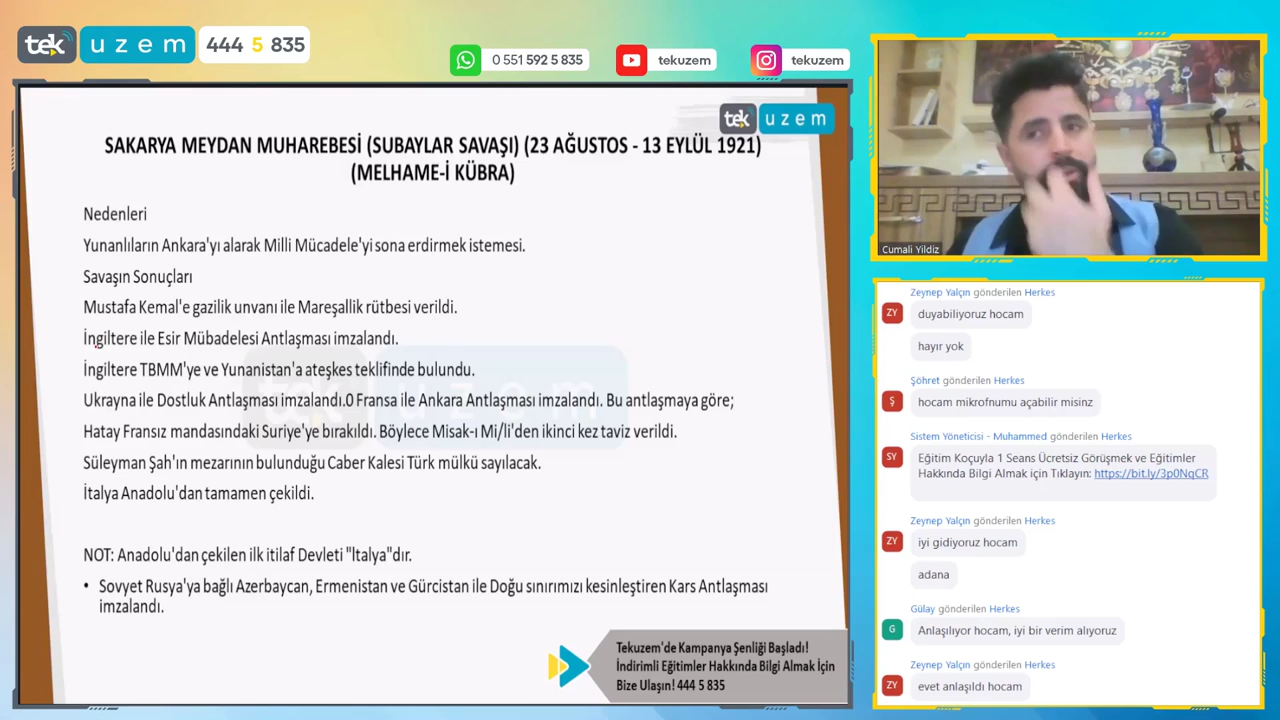 tek uzem 444 5 835
0 551 592 5 835
tekuzem
tekuzem
tek uzem
SAKARYA MEYDAN MUHAREBESİ (SUBAYLAR SAVAŞI) (23 AĞUSTOS - 13 EYLÜL 1921)
(MELHAME-İ KÜBRA)
Nedenleri
Yunanlıların Ankara'yı alarak Milli Mücadele'yi sona erdirmek istemesi.
Savaşın Sonuçları
Mustafa Kemal'e gazilik unvanı ile Mareşallik rütbesi verildi.
İngiltere ile Esir Mübadelesi Antlaşması imzalandı.
İngiltere TBMM'ye ve Yunanistan'a ateşkes teklifinde bulundu.
Ukrayna ile Dostluk Antlaşması imzalandı.0 Fransa ile Ankara Antlaşması imzalandı. Bu antlaşmaya göre;
Hatay Fransız mandasındaki Suriye'ye bırakıldı. Böylece Misak-ı Mi/li'den ikinci kez taviz verildi.
Süleyman Şah'ın mezarının bulunduğu Caber Kalesi Türk mülkü sayılacak.
İtalya Anadolu'dan tamamen çekildi.
NOT: Anadolu'dan çekilen ilk itilaf Devleti "Italya"dır.
• Sovyet Rusya'ya bağlı Azerbaycan, Ermenistan ve Gürcistan ile Doğu sınırımızı kesinleştiren Kars Antlaşması
imzalandı.
tek uzem
Tekuzem'de Kampanya Şenliği Başladı!
İndirimli Eğitimler Hakkında Bilgi Almak İçin
Bize Ulaşın! 444 5 835
Cumali Yildiz
Zeynep Yalçın gönderilen Herkes
ZY duyabiliyoruz hocam
hayır yok
Şöhret gönderilen Herkes
Ş hocam mikrofnumu açabilir misinz
Sistem Yöneticisi - Muhammed gönderilen Herkes
SY Eğitim Koçuyla 1 Seans Ücretsiz Görüşmek ve Eğitimler
Hakkında Bilgi Almak için Tıklayın: https://bit.ly/3p0NqCR
Zeynep Yalçın gönderilen Herkes
ZY iyi gidiyoruz hocam
adana
Gülay gönderilen Herkes
G Anlaşılıyor hocam, iyi bir verim alıyoruz
Zeynep Yalçın gönderilen Herkes
ZY evet anlaşıldı hocam